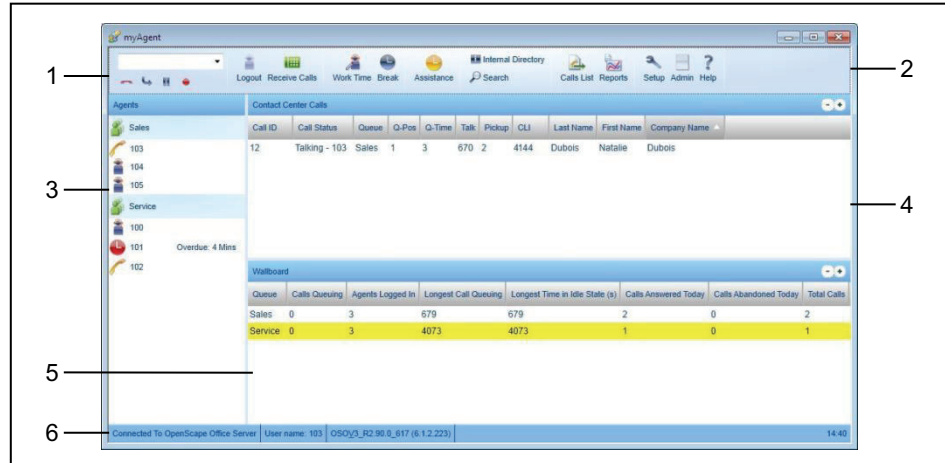 myAgent
1
2
Logout Receive Calls Work Time Break Assistance Internal Directory Search Calls List Reports Setup Admin Help
Agents
Contact Center Calls
Sales
Call ID Call Status Queue Q-Pos Q-Time Talk Pickup CLI Last Name First Name Company Name
103
12 Talking - 103 Sales 1 3 670 2 4144 Dubois Natalie Dubois
104
3
105
4
Service
100
101 Overdue: 4 Mins
102
Wallboard
Queue Calls Queuing Agents Logged In Longest Call Queuing Longest Time in Idle State (s) Calls Answered Today Calls Abandoned Today Total Calls
Sales 0 3 679 679 2 0 2
Service 0 3 4073 4073 1 0 1
5
6
Connected To OpenScape Office Server User name: 103 OSOV3_R2.90.0_617 (6.1.2.223) 14:40